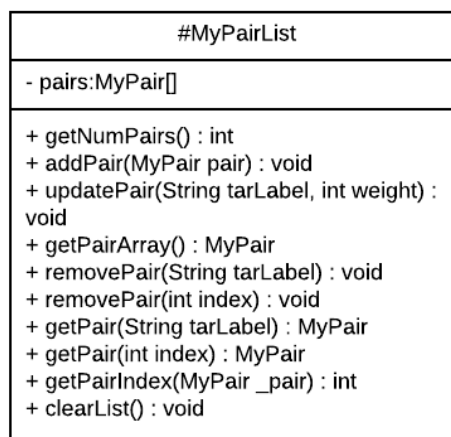 #MyPairList
- pairs:MyPair[]
+ getNumPairs() : int
+ addPair(MyPair pair) : void
+ updatePair(String tarLabel, int weight) :
void
+ getPairArray() : MyPair
+ removePair(String tarLabel) : void
+ removePair(int index) : void
+ getPair(String tarLabel) : MyPair
+ getPair(int index) : MyPair
+ getPairIndex(MyPair _pair) : int
+ clearList() : void